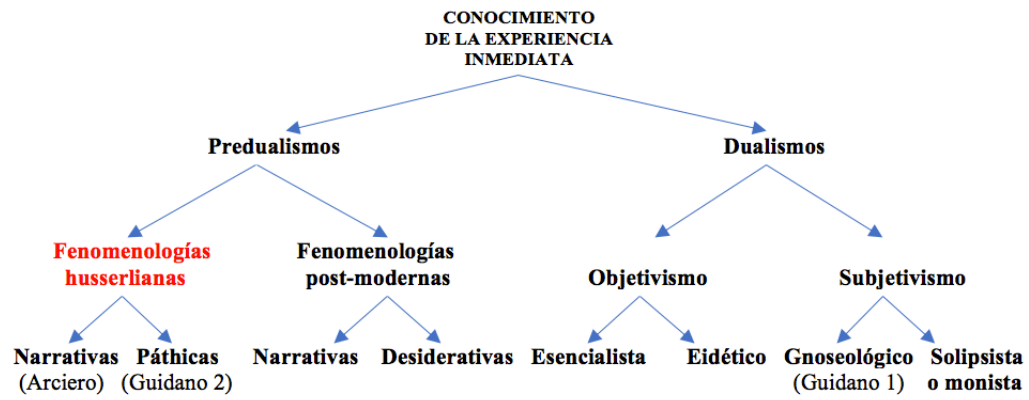 CONOCIMIENTO
DE LA EXPERIENCIA
INMEDIATA
Predualismos
Dualismos
Fenomenologías
husserlianas
Fenomenologías
post-modernas
Objetivismo
Subjetivismo
Narrativas
(Arciero)
Páthicas
(Guidano 2)
Narrativas
Desiderativas
Esencialista
Eidético
Gnoseológico
(Guidano 1)
Solipsista
o monista